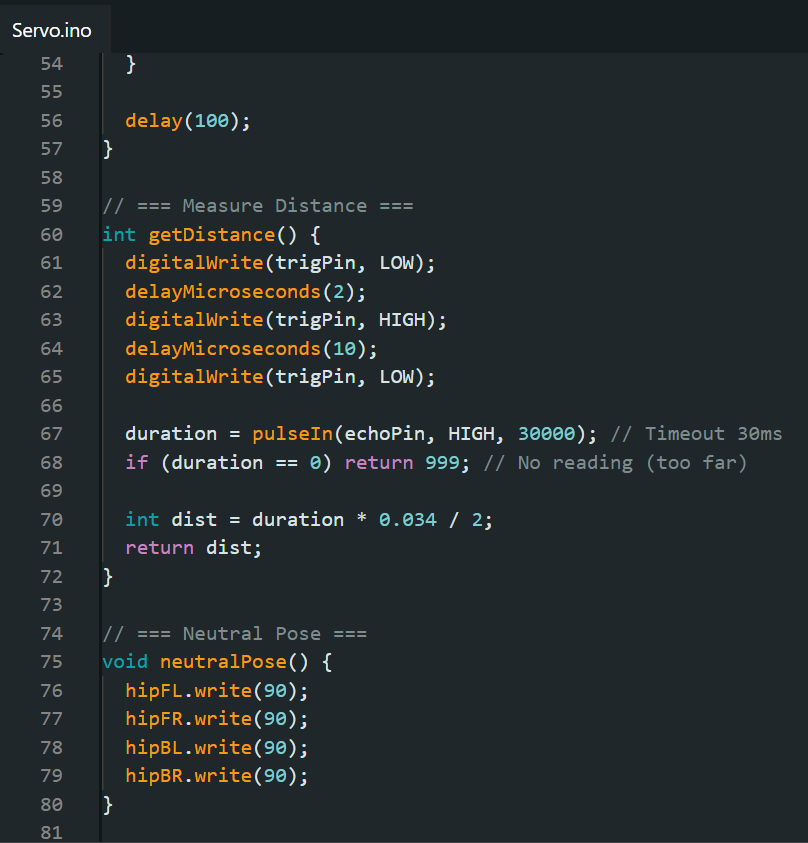 Servo.ino
54 }
55
56 delay(100);
57 }
58
59 // === Measure Distance ===
60 int getDistance() {
61 digitalWrite(trigPin, LOW);
62 delayMicroseconds(2);
63 digitalWrite(trigPin, HIGH);
64 delayMicroseconds(10);
65 digitalWrite(trigPin, LOW);
66
67 duration = pulseIn(echoPin, HIGH, 30000); // Timeout 30ms
68 if (duration == 0) return 999; // No reading (too far)
69
70 int dist = duration * 0.034 / 2;
71 return dist;
72 }
73
74 // === Neutral Pose ===
75 void neutralPose() {
76 hipFL.write(90);
77 hipFR.write(90);
78 hipBL.write(90);
79 hipBR.write(90);
80 }
81